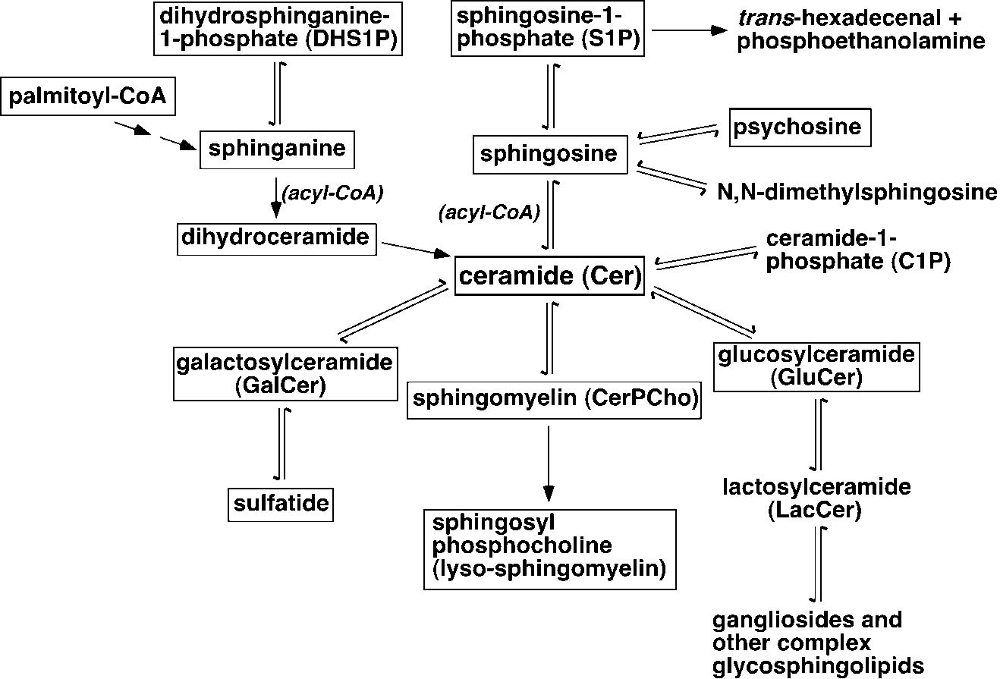 dihydrosphinganine-
1-phosphate (DHS1P)
sphingosine-1-
phosphate (S1P)
trans-hexadecenal +
phosphoethanolamine
palmitoyl-CoA
sphinganine
sphingosine
psychosine
(acyl-CoA)
(acyl-CoA)
N,N-dimethylsphingosine
dihydroceramide
ceramide (Cer)
ceramide-1-
phosphate (C1P)
galactosylceramide
(GalCer)
sphingomyelin (CerPCho)
glucosylceramide
(GluCer)
sulfatide
sphingosyl
phosphocholine
(lyso-sphingomyelin)
lactosylceramide
(LacCer)
gangliosides and
other complex
glycosphingolipids